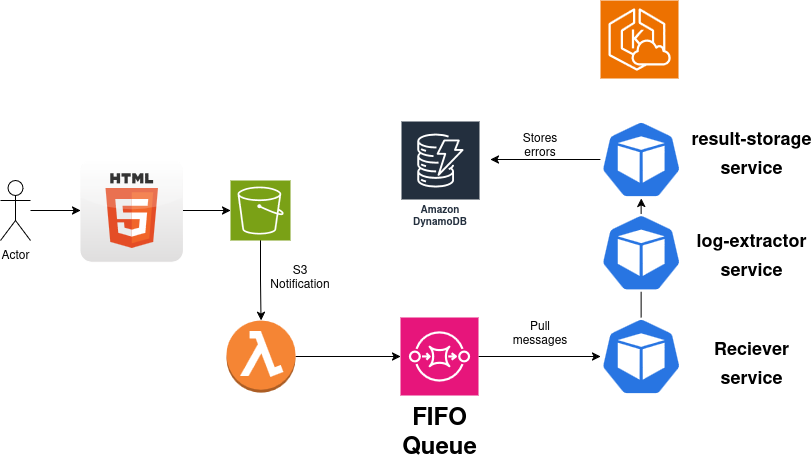 Stores
errors
result-storage
service
HTML
5
Amazon
DynamoDB
log-extractor
service
Actor
S3
Notification
Pull
messages
Reciever
service
FIFO
Queue
K
λ